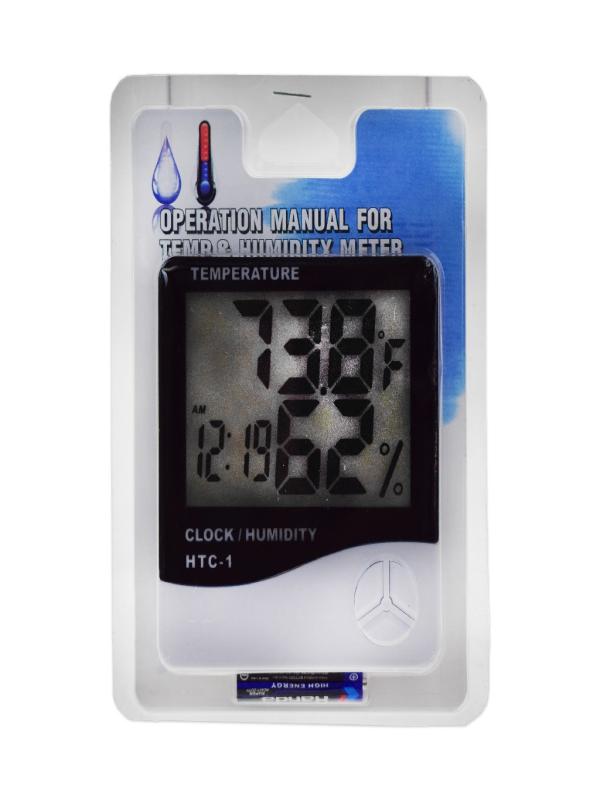 OPERATION MANUAL FOR
TEMP & HUMIDITY METER
TEMPERATURE
73.8°F
AM
12:19 62%
CLOCK / HUMIDITY
HTC-1
HIGH ENERGY